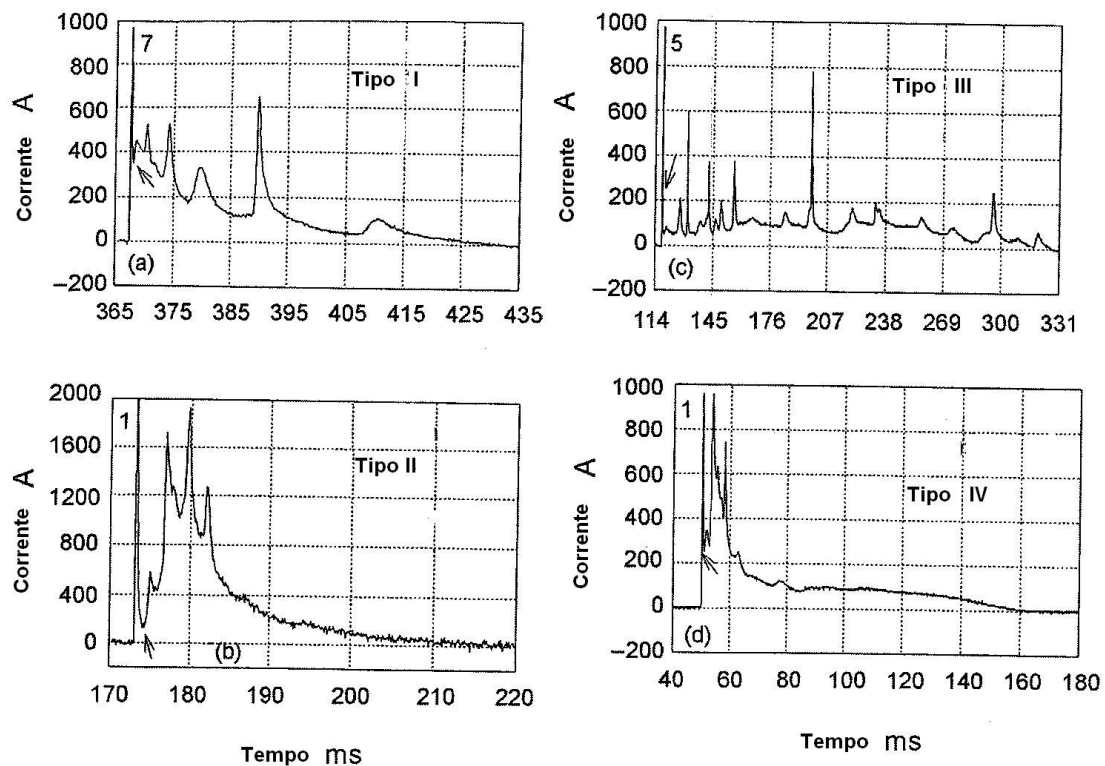 1000
800
600
400
200
0
–200
7
Tipo I
(a)
Corrente A
365 375 385 395 405 415 425 435
1000
800
600
400
200
0
–200
5
Tipo III
(c)
Corrente A
114 145 176 207 238 269 300 331
2000
1600
1200
800
400
0
1
Tipo II
(b)
Corrente A
170 180 190 200 210 220
Tempo ms
1000
800
600
400
200
0
–200
1
Tipo IV
(d)
Corrente A
40 60 80 100 120 140 160 180
Tempo ms